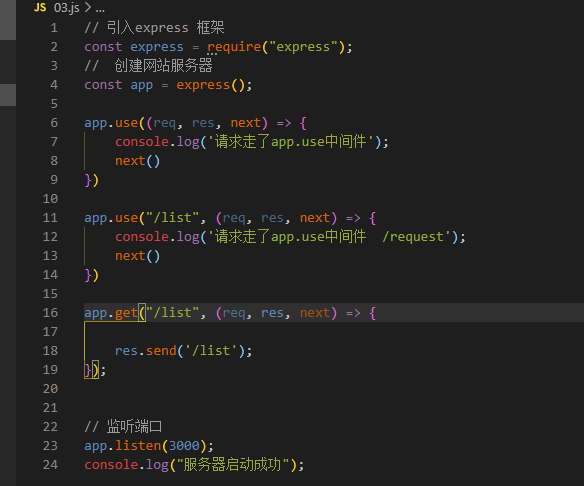 JS 03.js > ...
1 // 引入express 框架
2 const express = require("express");
3 //  创建网站服务器
4 const app = express();
5
6 app.use((req, res, next) => {
7     console.log('请求走了app.use中间件');
8     next()
9 })
10
11 app.use("/list", (req, res, next) => {
12     console.log('请求走了app.use中间件  /request');
13     next()
14 })
15
16 app.get("/list", (req, res, next) => {
17
18     res.send('/list');
19 });
20
21
22 // 监听端口
23 app.listen(3000);
24 console.log("服务器启动成功");